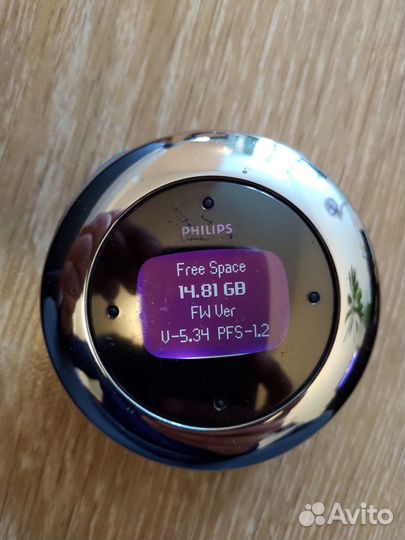 PHILIPS
Free Space
14.81 GB
FW Ver
V-5.34 PFS-1.2
Avito